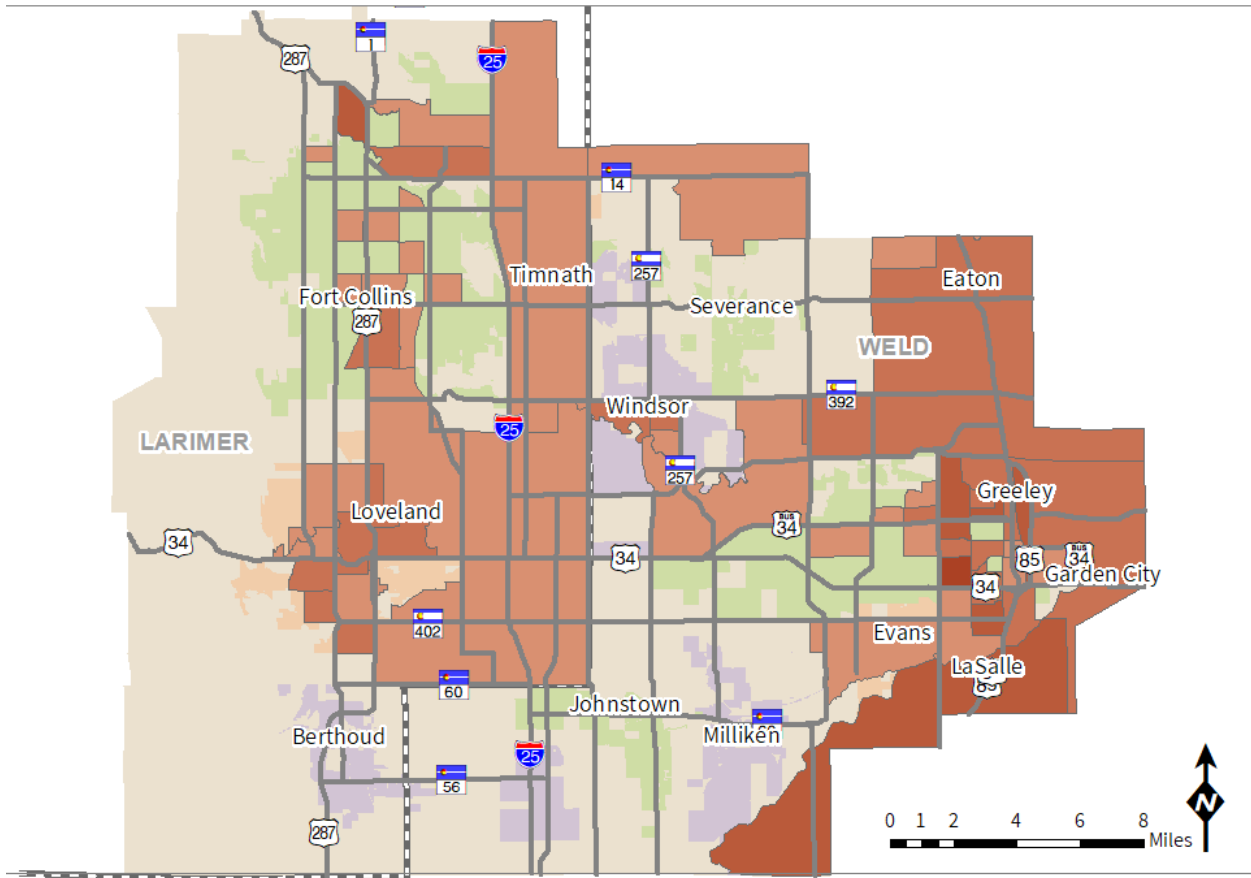 1
287
25
14
Timnath
257
Eaton
Fort Collins
287
Severance
WELD
392
Windsor
25
LARIMER
257
Greeley
Loveland
BUS
34
34
34
85
BUS
34
Garden City
34
402
Evans
LaSalle
60
Johnstown
Milliken
Berthoud
25
56
287
N
0 1 2 4 6 8
Miles